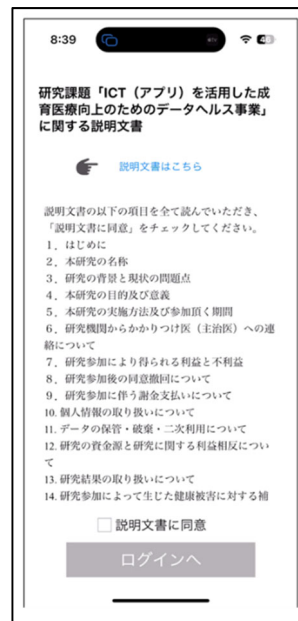 8:39
46
研究課題「ICT（アプリ）を活用した成
育医療向上のためのデータヘルス事業」
に関する説明文書
説明文書はこちら
説明文書の以下の項目を全て読んでいただき、
「説明文書に同意」をチェックしてください。
1、はじめに
2、本研究の名称
3、研究の背景と現状の問題点
4、本研究の目的及び意義
5、本研究の実施方法及び参加頂く期間
6、研究機関からかかりつけ医（主治医）への連
絡について
7、研究参加により得られる利益と不利益
8、研究参加後の同意撤回について
9、研究参加に伴う謝金支払いについて
10. 個人情報の取り扱いについて
11. データの保管・破棄・二次利用について
12. 研究の資金源と研究に関する利益相反につい
て
13. 研究結果の取り扱いについて
14. 研究参加によって生じた健康被害に対する補
説明文書に同意
ログインへ